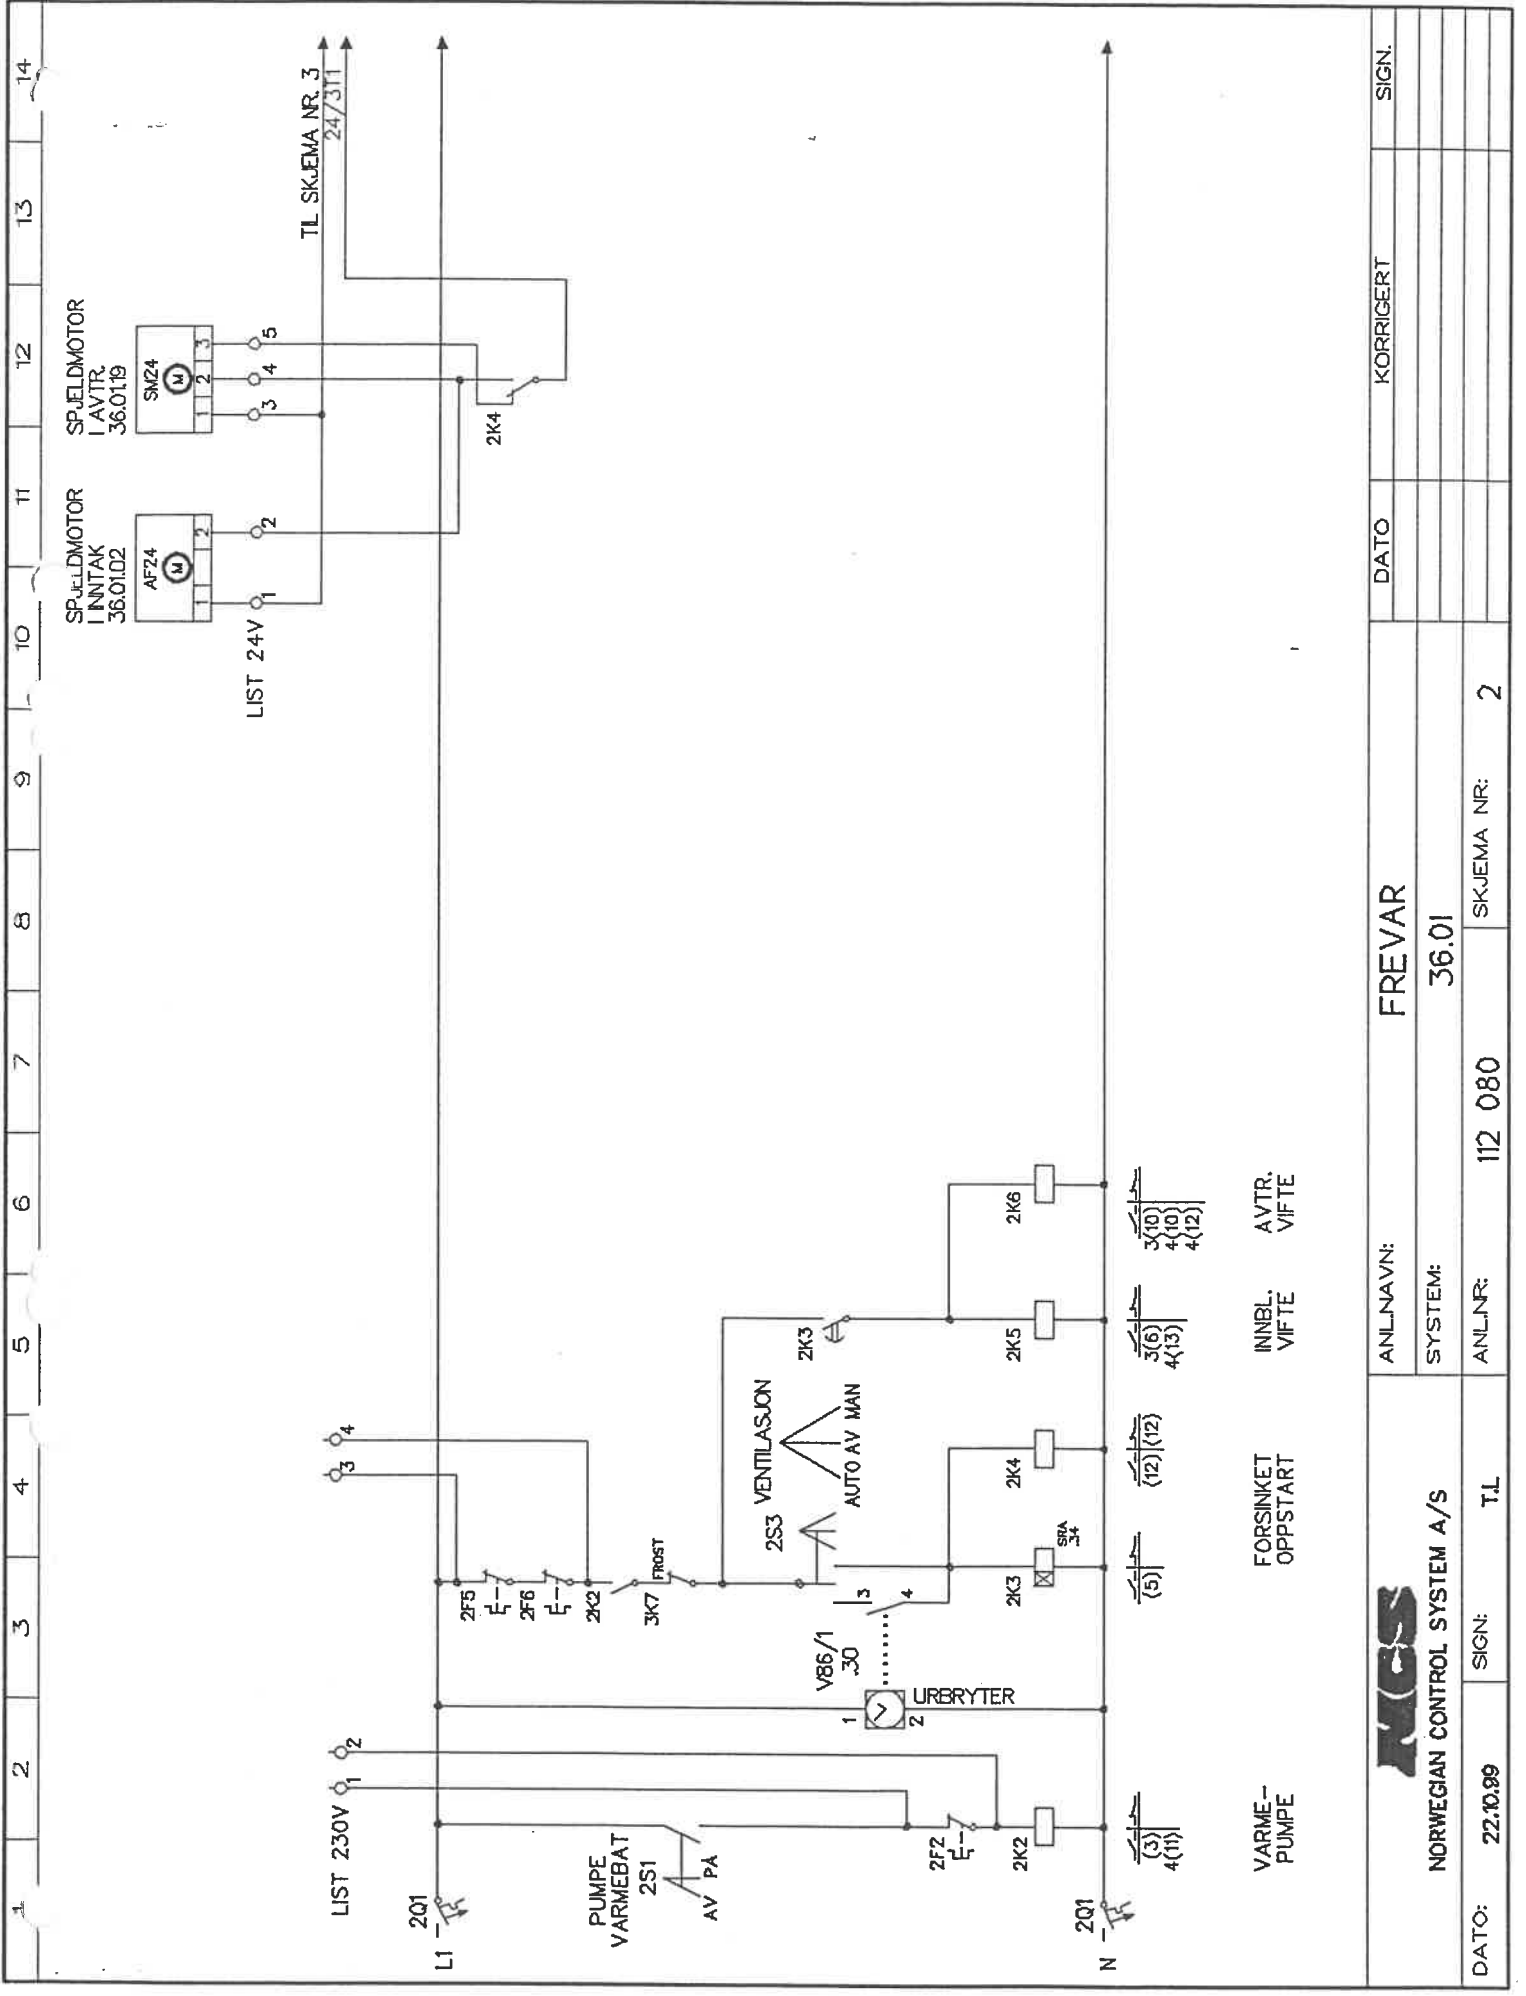 1 2 3 4 5 6 7 8 9 10 11 12 13 14
SPJELDMOTOR
I INNTAK
36.01.02
AF24
M
1 2
LIST 24V
1 2
SPJELDMOTOR
I AVTR.
36.01.19
SM24
M
1 2 3
3 4 5
TIL SKJEMA NR. 3
24/3T1
2K4
LIST 230V
1 2
3 4
L1
2Q1
PUMPE
VARMEBAT
2S1
AV PÅ
2F2
2K2
V86/1
.30
1
2
URBRYTER
3
4
2F5
2F6
2K2
3K7
FROST
2S3
VENTILASJON
AUTO AV MAN
2K3
2K3
SRA
.34
2K4
2K5
2K6
N
2Q1
(3)
4(11)
(5)
(12) (12)
3(6)
4(13)
3(10)
4(10)
4(12)
VARME-
PUMPE
FORSINKET
OPPSTART
INNBL.
VIFTE
AVTR.
VIFTE
NCS
NORWEGIAN CONTROL SYSTEM A/S
DATO: 22.10.99
SIGN: T.L
ANL.NAVN: FREVAR
SYSTEM: 36.01
ANL.NR: 112 080
SKJEMA NR: 2
DATO KORRIGERT SIGN.